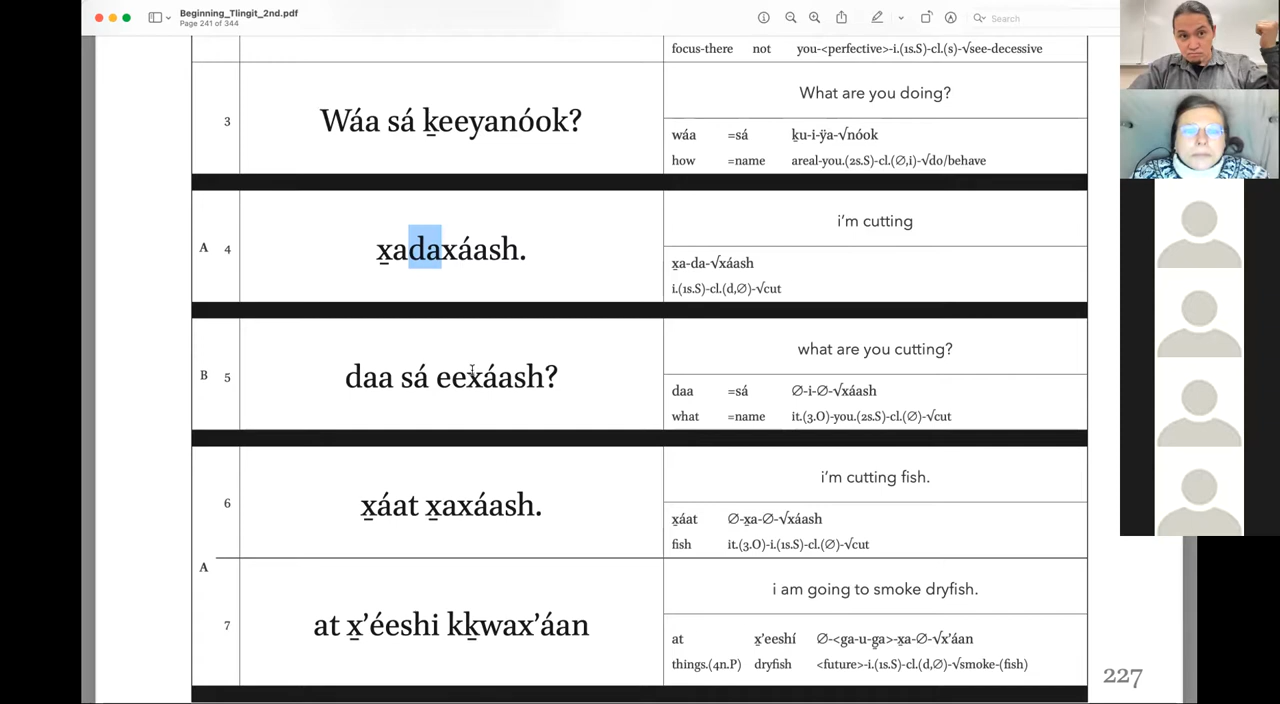 Beginning_Tlingit_2nd.pdf
Page 241 of 344
Search
focus-there not you-<perfective>-i.(1s.S)-cl.(s)-√see-decessive
3 Wáa sá ḵeeyanóok? What are you doing?
wáa =sá ḵu-i-ÿa-√nóok
how =name areal-you.(2s.S)-cl.(∅,i)-√do/behave
A 4 x̱adaxáash. i'm cutting
x̱a-da-√xáash
i.(1s.S)-cl.(d,∅)-√cut
B 5 daa sá eexáash? what are you cutting?
daa =sá ∅-i-∅-√xáash
what =name it.(3.O)-you.(2s.S)-cl.(∅)-√cut
6 x̱áat x̱axáash. i'm cutting fish.
x̱áat ∅-x̱a-∅-√xáash
fish it.(3.O)-i.(1s.S)-cl.(∅)-√cut
A
7 at x̱'éeshi kḵwax'áan i am going to smoke dryfish.
at x̱'eeshí ∅-<ga-u-g̱a>-x̱a-∅-√x'áan
things.(4n.P) dryfish <future>-i.(1s.S)-cl.(d,∅)-√smoke-(fish)
227